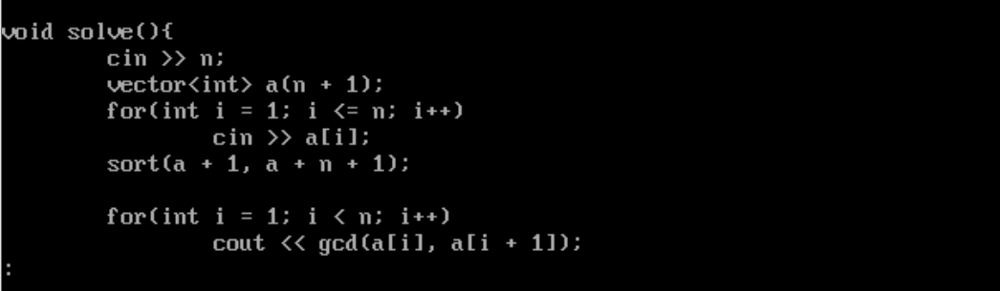 void solve(){
        cin >> n;
        vector<int> a(n + 1);
        for(int i = 1; i <= n; i++)
                cin >> a[i];
        sort(a + 1, a + n + 1);

        for(int i = 1; i < n; i++)
                cout << gcd(a[i], a[i + 1]);
: